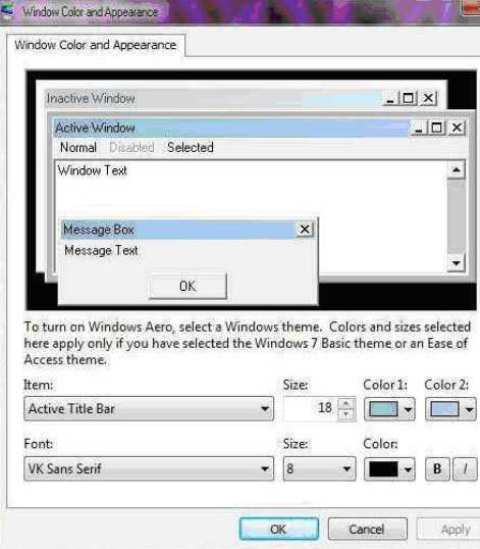 Window Color and Appearance
Window Color and Appearance
Inactive Window
Active Window
Normal Disabled Selected
Window Text
Message Box
Message Text
OK
To turn on Windows Aero, select a Windows theme. Colors and sizes selected
here apply only if you have selected the Windows 7 Basic theme or an Ease of
Access theme.
Item: Size: Color 1: Color 2:
Active Title Bar 18
Font: Size: Color:
VK Sans Serif 8 B I
OK Cancel Apply